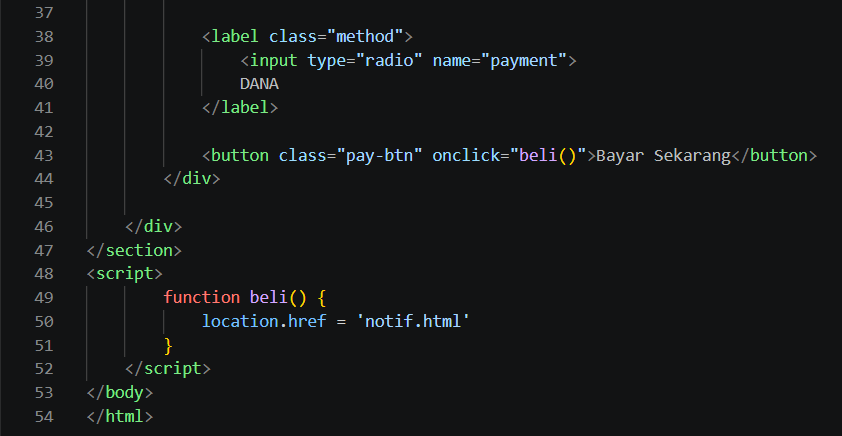 37
38 <label class="method">
39 <input type="radio" name="payment">
40 DANA
41 </label>
42
43 <button class="pay-btn" onclick="beli()">Bayar Sekarang</button>
44 </div>
45
46 </div>
47 </section>
48 <script>
49 function beli() {
50 location.href = 'notif.html'
51 }
52 </script>
53 </body>
54 </html>